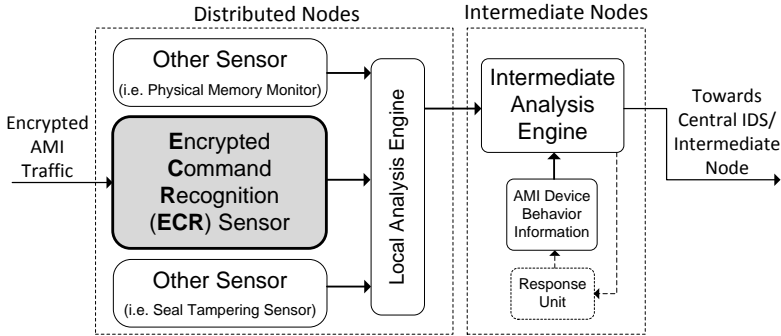 Distributed Nodes
Intermediate Nodes
Other Sensor
(i.e. Physical Memory Monitor)
Encrypted
AMI
Traffic
Encrypted
Command
Recognition
(ECR) Sensor
Other Sensor
(i.e. Seal Tampering Sensor)
Local Analysis Engine
Intermediate
Analysis
Engine
AMI Device
Behavior
Information
Response
Unit
Towards
Central IDS/
Intermediate
Node